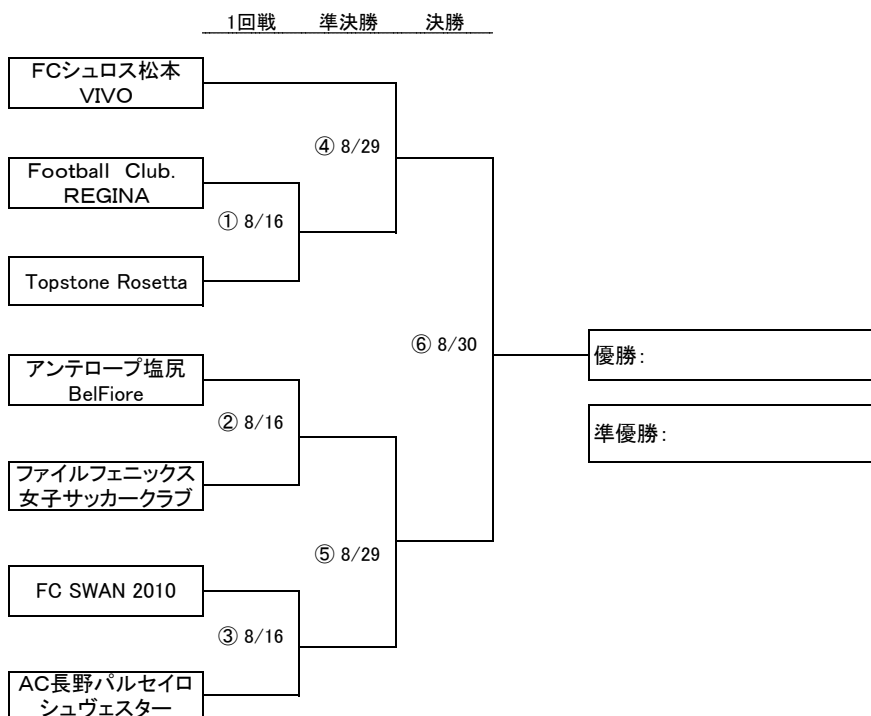 1回戦 準決勝 決勝
FCシュロス松本
VIVO
④ 8/29
Football Club.
REGINA
① 8/16
Topstone Rosetta
⑥ 8/30
優勝：
アンテロープ塩尻
BelFiore
② 8/16
準優勝：
ファイルフェニックス
女子サッカークラブ
⑤ 8/29
FC SWAN 2010
③ 8/16
AC長野パルセイロ
シュヴェスター